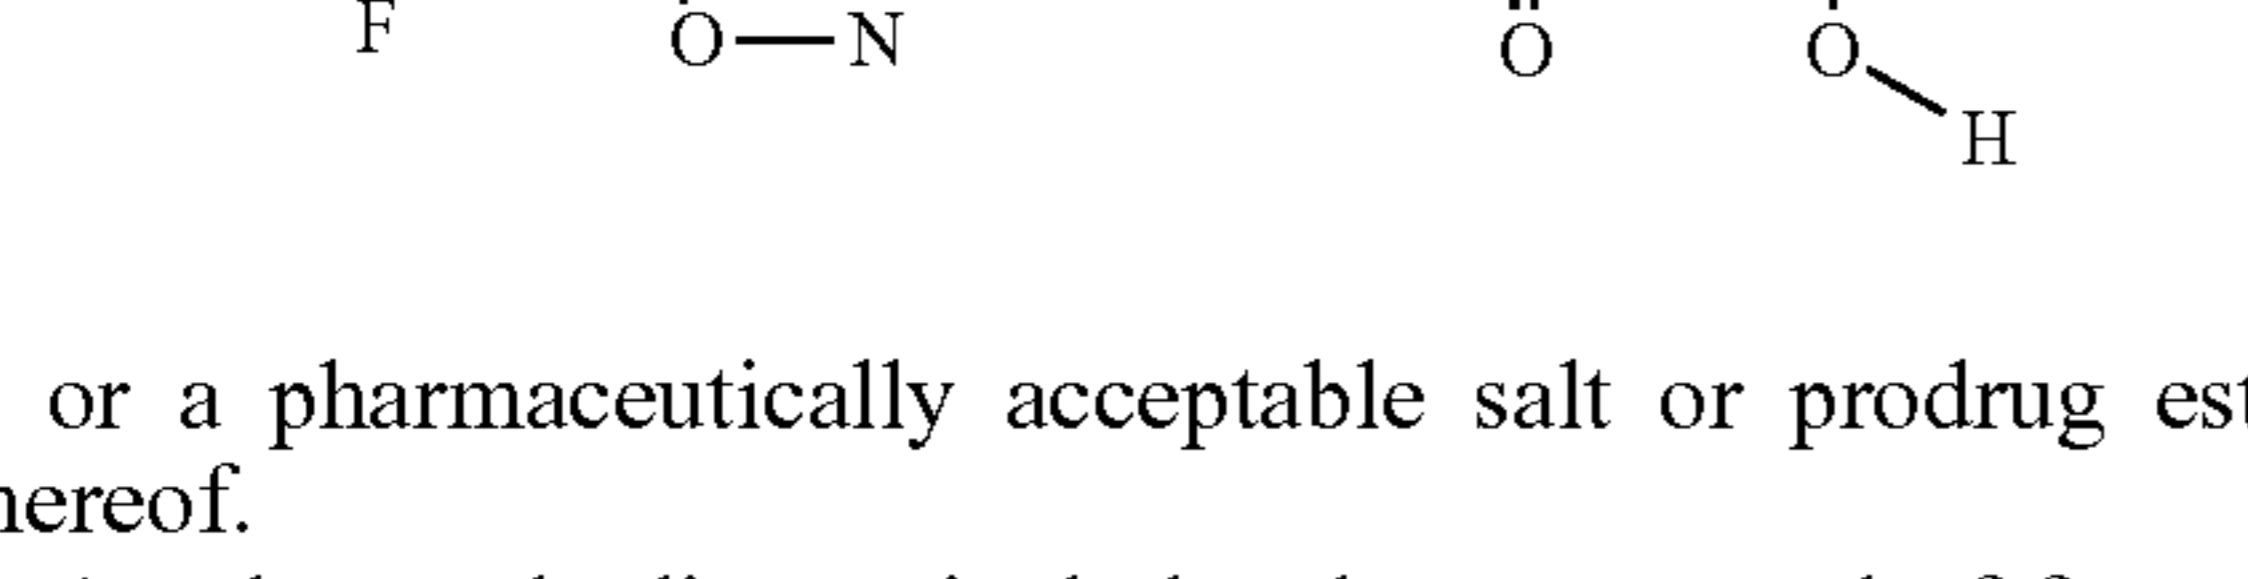 F O—N O O H
or a pharmaceutically acceptable salt or prodrug est
hereof.